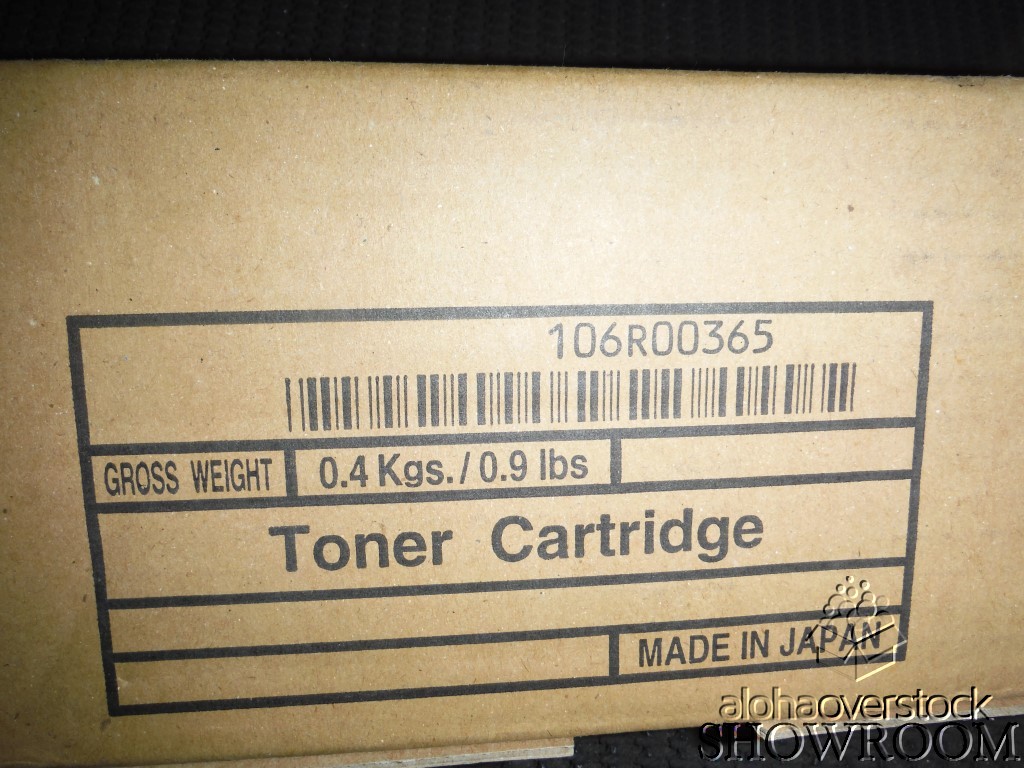 106R00365
GROSS WEIGHT 0.4 Kgs. / 0.9 lbs
Toner Cartridge
MADE IN JAPAN
alohaoverstock
SHOWROOM